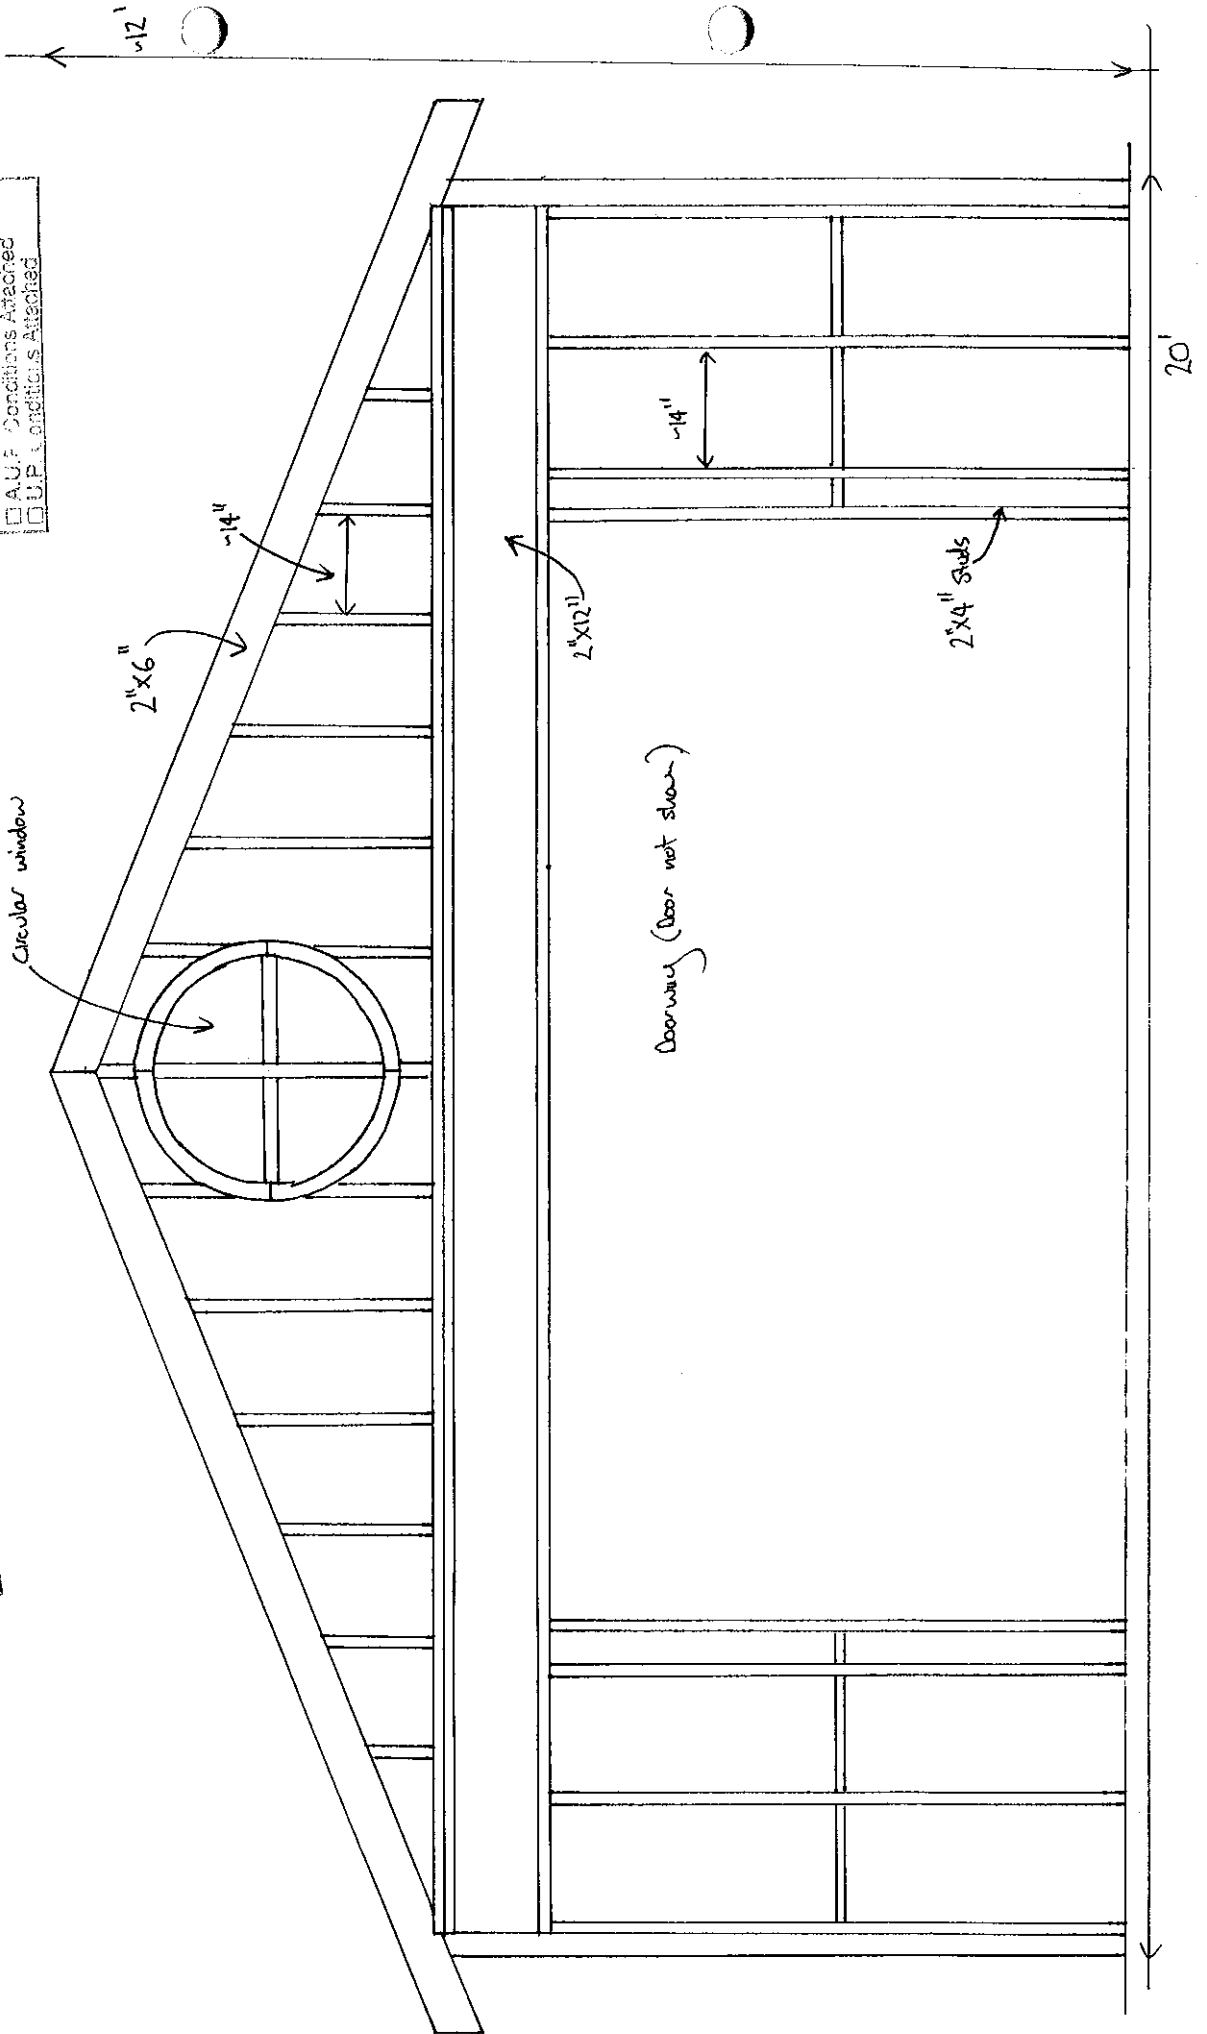 ☐ A.U.P. Conditions Attached
☐ U.P. Conditions Attached
~12'
Circular window
2"x6"
~14"
2"x12"
~14"
Doorway (Door not shown)
2"x4" Studs
20'